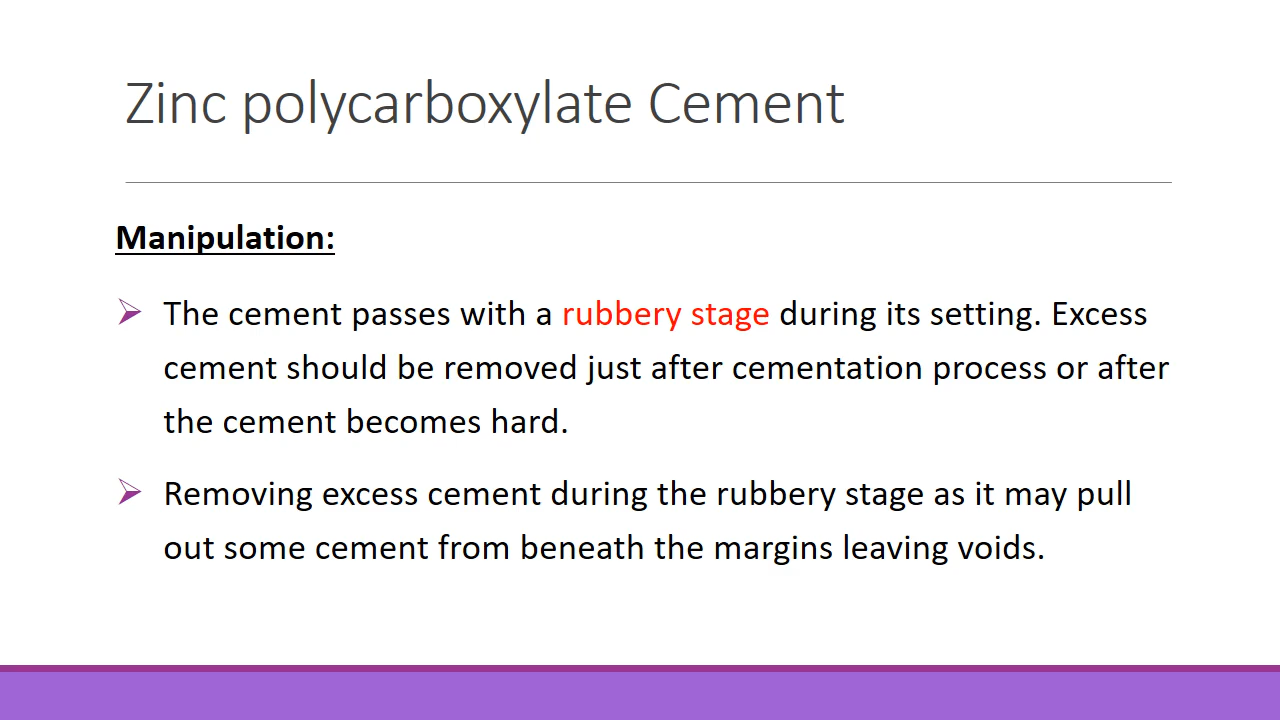 Zinc polycarboxylate Cement
Manipulation:
The cement passes with a rubbery stage during its setting. Excess
cement should be removed just after cementation process or after
the cement becomes hard.
Removing excess cement during the rubbery stage as it may pull
out some cement from beneath the margins leaving voids.